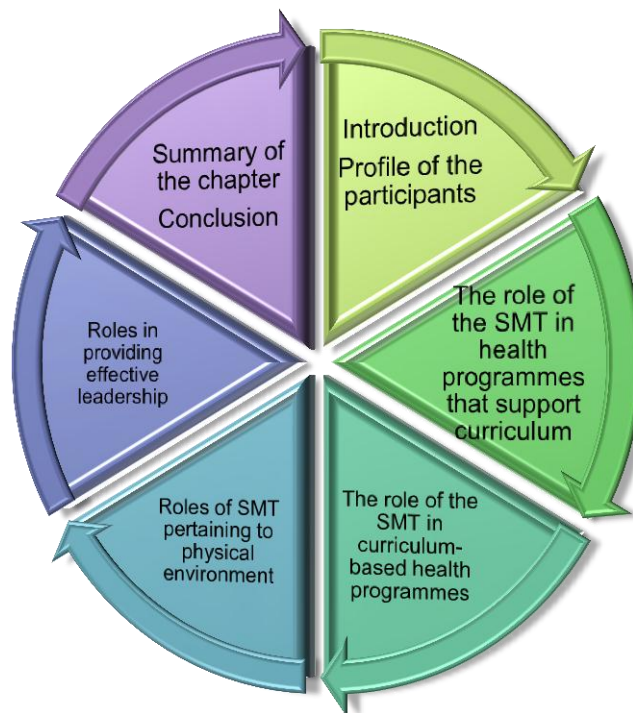 Introduction
Profile of the
participants
The role of
the SMT in
health
programmes
that support
curriculum
The role of the
SMT in
curriculum-
based health
programmes
Roles of SMT
pertaining to
physical
environment
Roles in
providing
effective
leadership
Summary of
the chapter
Conclusion